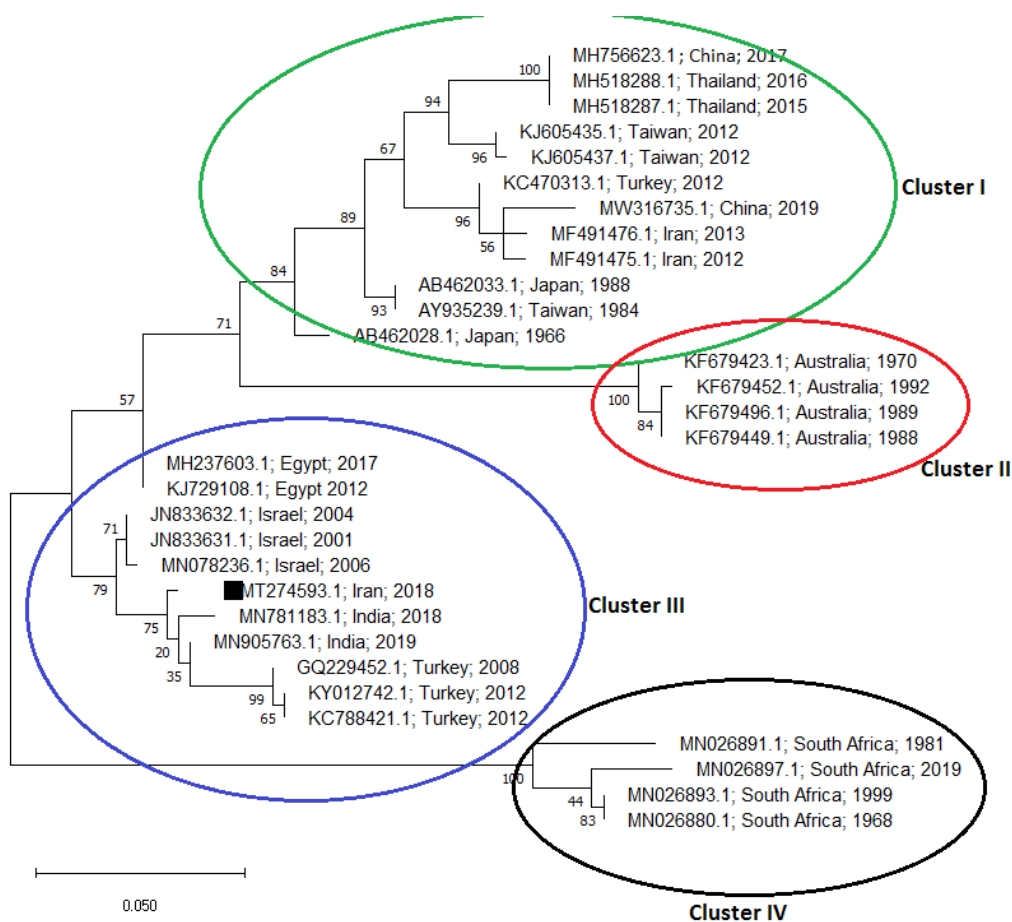 MH756623.1; China; 2017
100
MH518288.1; Thailand; 2016
94
MH518287.1; Thailand; 2015
KJ605435.1; Taiwan; 2012
67
96
KJ605437.1; Taiwan; 2012
KC470313.1; Turkey; 2012
Cluster I
89
96
MW316735.1; China; 2019
MF491476.1; Iran; 2013
56
MF491475.1; Iran; 2012
84
AB462033.1; Japan; 1988
93
AY935239.1; Taiwan; 1984
71
AB462028.1; Japan; 1966
KF679423.1; Australia; 1970
100
KF679452.1; Australia; 1992
57
KF679496.1; Australia; 1989
84
KF679449.1; Australia; 1988
MH237603.1; Egypt; 2017
Cluster II
KJ729108.1; Egypt 2012
JN833632.1; Israel; 2004
71
JN833631.1; Israel; 2001
MN078236.1; Israel; 2006
79
MT274593.1; Iran; 2018
Cluster III
MN781183.1; India; 2018
75
20
MN905763.1; India; 2019
35
GQ229452.1; Turkey; 2008
99
KY012742.1; Turkey; 2012
65
KC788421.1; Turkey; 2012
MN026891.1; South Africa; 1981
100
MN026897.1; South Africa; 2019
44
MN026893.1; South Africa; 1999
83
MN026880.1; South Africa; 1968
0.050
Cluster IV